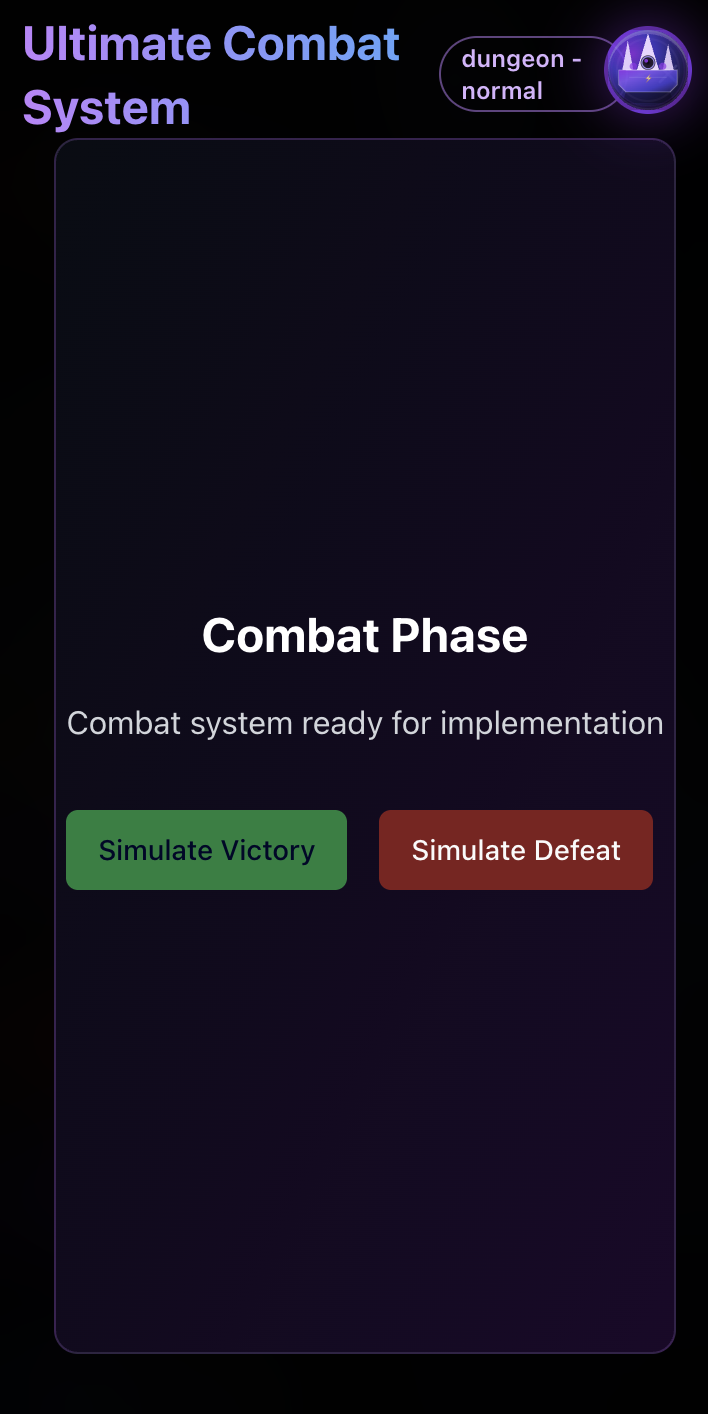 Ultimate Combat
System
dungeon -
normal
Combat Phase
Combat system ready for implementation
Simulate Victory
Simulate Defeat